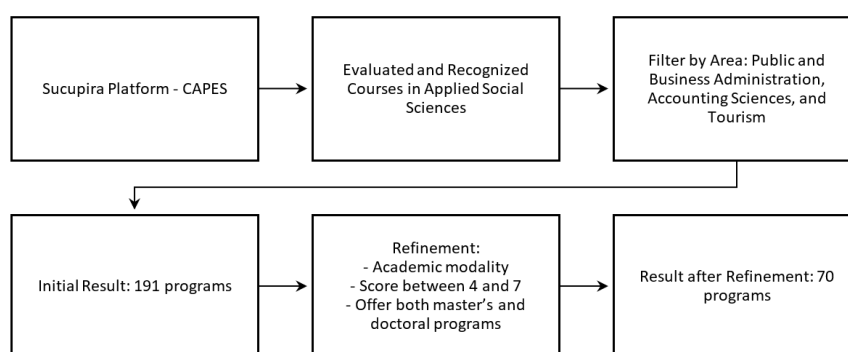 Sucupira Platform - CAPES
Evaluated and Recognized
Courses in Applied Social
Sciences
Filter by Area: Public and
Business Administration,
Accounting Sciences, and
Tourism
Initial Result: 191 programs
Refinement:
- Academic modality
- Score between 4 and 7
- Offer both master's and
doctoral programs
Result after Refinement: 70
programs